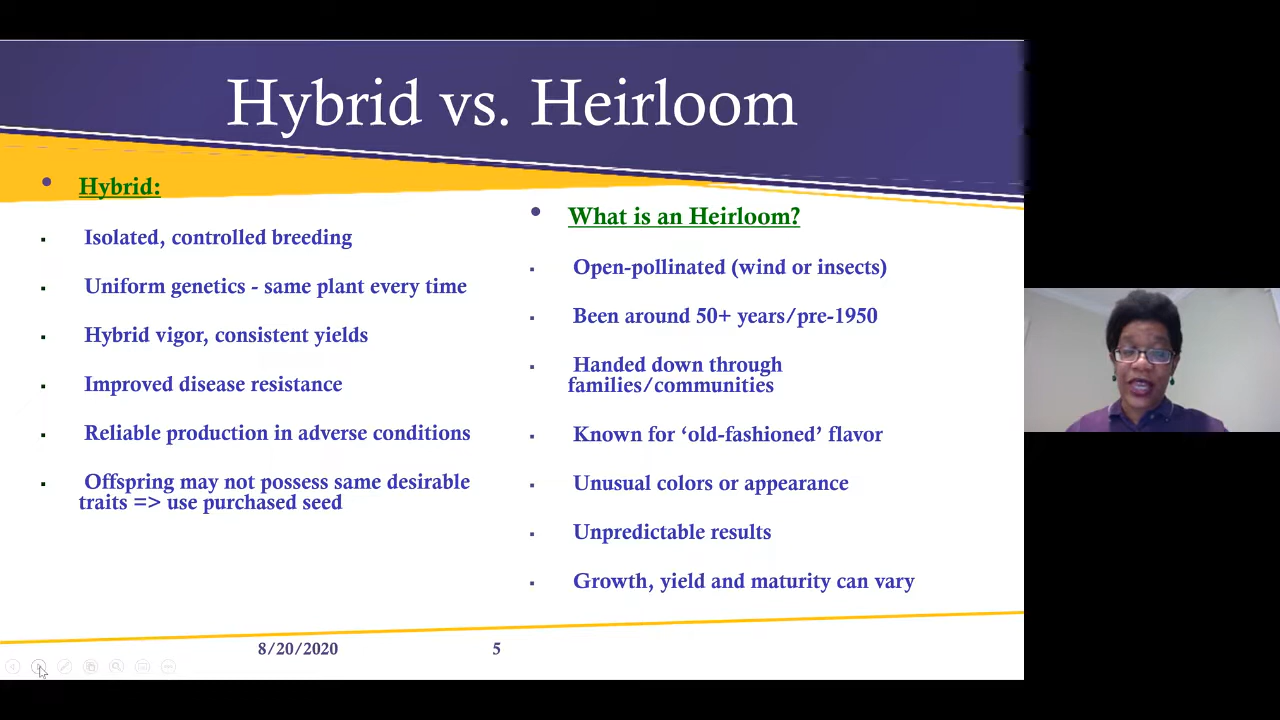 Hybrid vs. Heirloom
Hybrid:
Isolated, controlled breeding
Uniform genetics - same plant every time
Hybrid vigor, consistent yields
Improved disease resistance
Reliable production in adverse conditions
Offspring may not possess same desirable
traits => use purchased seed
What is an Heirloom?
Open-pollinated (wind or insects)
Been around 50+ years/pre-1950
Handed down through
families/communities
Known for ‘old-fashioned’ flavor
Unusual colors or appearance
Unpredictable results
Growth, yield and maturity can vary
8/20/2020
5